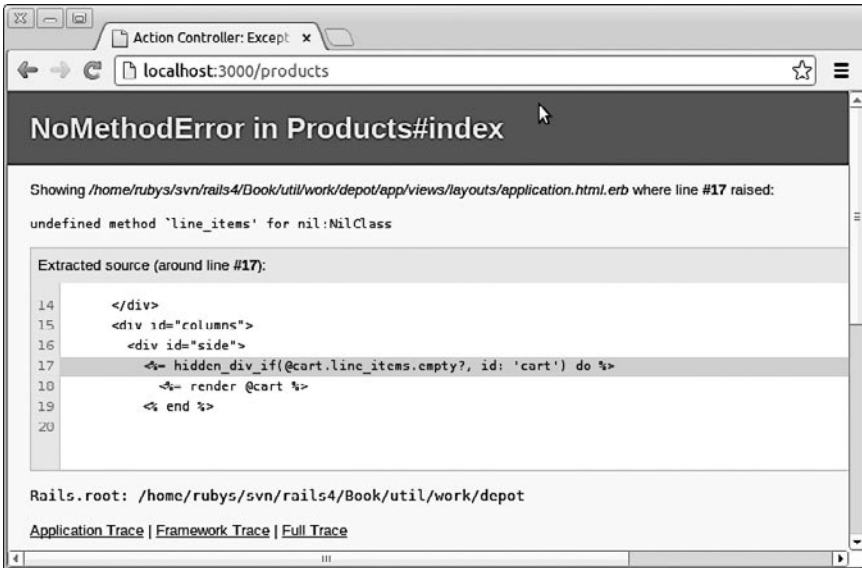 Action Controller: Except
localhost:3000/products
NoMethodError in Products#index
Showing /home/rubys/svn/rails4/Book/util/work/depot/app/views/layouts/application.html.erb where line #17 raised:
undefined method `line_items' for nil:NilClass
Extracted source (around line #17):
14 </div>
15 <div id="columns">
16 <div id="side">
17 <%= hidden_div_if(@cart.line_items.empty?, id: 'cart') do %>
18 <%= render @cart %>
19 <% end %>
20
Rails.root: /home/rubys/svn/rails4/Book/util/work/depot
Application Trace | Framework Trace | Full Trace